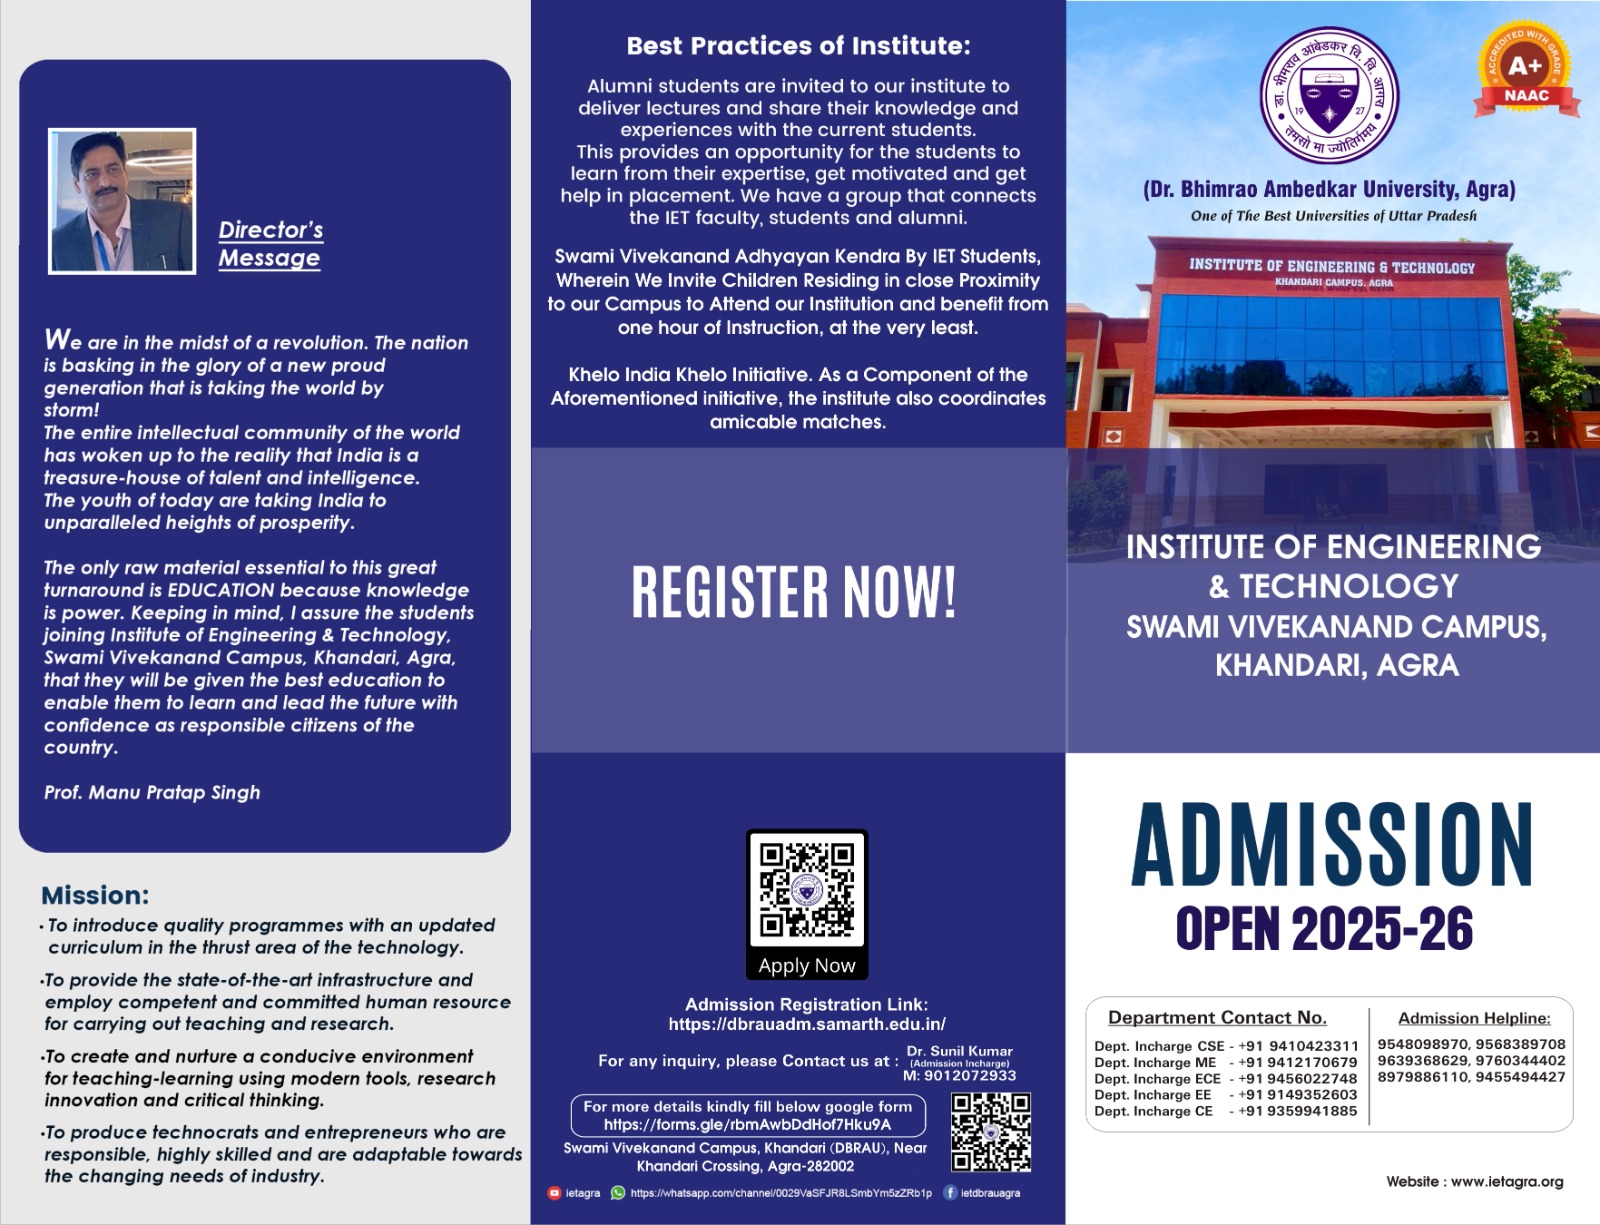 Director's
Message
We are in the midst of a revolution. The nation
is basking in the glory of a new proud
generation that is taking the world by
storm!
The entire intellectual community of the world
has woken up to the reality that India is a
treasure-house of talent and intelligence.
The youth of today are taking India to
unparalleled heights of prosperity.
The only raw material essential to this great
turnaround is EDUCATION because knowledge
is power. Keeping in mind, I assure the students
joining Institute of Engineering & Technology,
Swami Vivekanand Campus, Khandari, Agra,
that they will be given the best education to
enable them to learn and lead the future with
confidence as responsible citizens of the
country.
Prof. Manu Pratap Singh
Mission:
· To introduce quality programmes with an updated
curriculum in the thrust area of the technology.
·To provide the state-of-the-art infrastructure and
employ competent and committed human resource
for carrying out teaching and research.
·To create and nurture a conducive environment
for teaching-learning using modern tools, research
innovation and critical thinking.
·To produce technocrats and entrepreneurs who are
responsible, highly skilled and are adaptable towards
the changing needs of industry.
Best Practices of Institute:
Alumni students are invited to our institute to
deliver lectures and share their knowledge and
experiences with the current students.
This provides an opportunity for the students to
learn from their expertise, get motivated and get
help in placement. We have a group that connects
the IET faculty, students and alumni.
Swami Vivekanand Adhyayan Kendra By IET Students,
Wherein We Invite Children Residing in close Proximity
to our Campus to Attend our Institution and benefit from
one hour of Instruction, at the very least.
Khelo India Khelo Initiative. As a Component of the
Aforementioned initiative, the institute also coordinates
amicable matches.
REGISTER NOW!
Apply Now
Admission Registration Link:
https://dbrauadm.samarth.edu.in/
For any inquiry, please Contact us at : Dr. Sunil Kumar
(Admission Incharge)
M: 9012072933
For more details kindly fill below google form
https://forms.gle/rbmAwbDdHof7Hku9A
Swami Vivekanand Campus, Khandari (DBRAU), Near
Khandari Crossing, Agra-282002
ietagra https://whatsapp.com/channel/0029VaSFJR8LSmbYm5zZRb1p ietdbrauagra
डा. भीमराव आंबेडकर वि. वि. आगरा
19 27
तमसो मा ज्योतिर्गमय
ACCREDITED WITH GRADE
A+
NAAC
(Dr. Bhimrao Ambedkar University, Agra)
One of The Best Universities of Uttar Pradesh
INSTITUTE OF ENGINEERING & TECHNOLOGY
KHANDARI CAMPUS, AGRA
INSTITUTE OF ENGINEERING
& TECHNOLOGY
SWAMI VIVEKANAND CAMPUS,
KHANDARI, AGRA
ADMISSION
OPEN 2025-26
Department Contact No.
Dept. Incharge CSE - +91 9410423311
Dept. Incharge ME - +91 9412170679
Dept. Incharge ECE - +91 9456022748
Dept. Incharge EE - +91 9149352603
Dept. Incharge CE - +91 9359941885
Admission Helpline:
9548098970, 9568389708
9639368629, 9760344402
8979886110, 9455494427
Website : www.ietagra.org